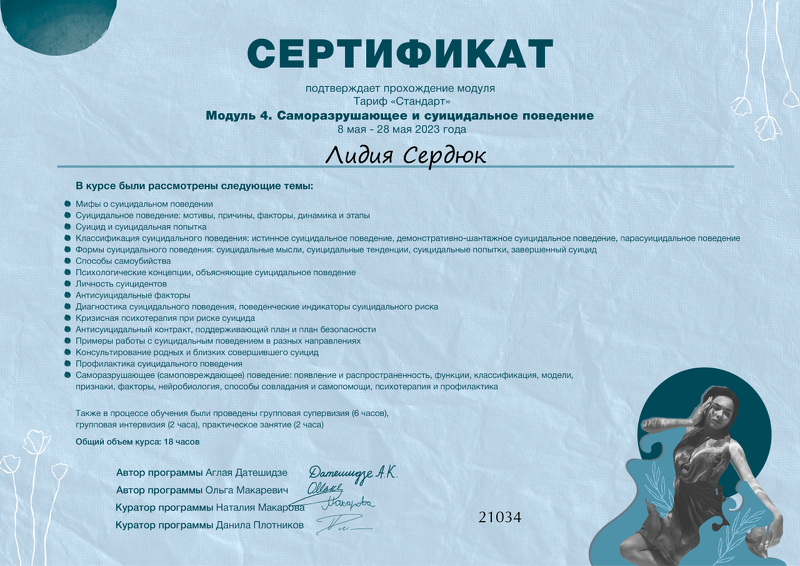 СЕРТИФИКАТ
подтверждает прохождение модуля
Тариф «Стандарт»
Модуль 4. Саморазрушающее и суицидальное поведение
8 мая - 28 мая 2023 года
Лидия Сердюк
В курсе были рассмотрены следующие темы:
Мифы о суицидальном поведении
Суицидальное поведение: мотивы, причины, факторы, динамика и этапы
Суицид и суицидальная попытка
Классификация суицидального поведения: истинное суицидальное поведение, демонстративно-шантажное суицидальное поведение, парасуицидальное поведение
Формы суицидального поведения: суицидальные мысли, суицидальные тенденции, суицидальные попытки, завершенный суицид
Способы самоубийства
Психологические концепции, объясняющие суицидальное поведение
Личность суицидентов
Антисуицидальные факторы
Диагностика суицидального поведения, поведенческие индикаторы суицидального риска
Кризисная психотерапия при риске суицида
Антисуицидальный контракт, поддерживающий план и план безопасности
Примеры работы с суицидальным поведением в разных направлениях
Консультирование родных и близких совершившего суицид
Профилактика суицидального поведения
Саморазрушающее (самоповреждающее) поведение: появление и распространенность, функции, классификация, модели,
признаки, факторы, нейробиология, способы совладания и самопомощи, психотерапия и профилактика
Также в процессе обучения были проведены групповая супервизия (6 часов),
групповая интервизия (2 часа), практическое занятие (2 часа)
Общий объем курса: 18 часов
Автор программы Аглая Датешидзе Датешидзе А.К.
Автор программы Ольга Макаревич
Куратор программы Наталия Макарова Макарова
Куратор программы Данила Плотников
21034